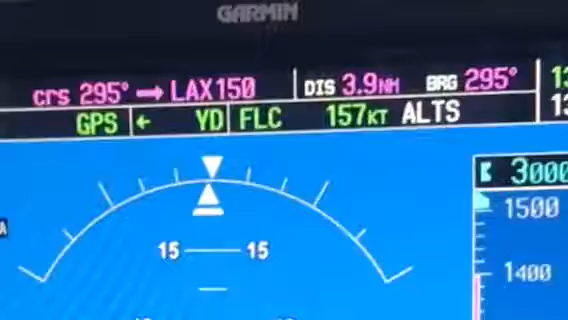 GARMIN
crs 295° → LAX150 DIS 3.9NM BRG 295°
GPS ← YD FLC 157KT ALTS
3000
1500
15 15
1400